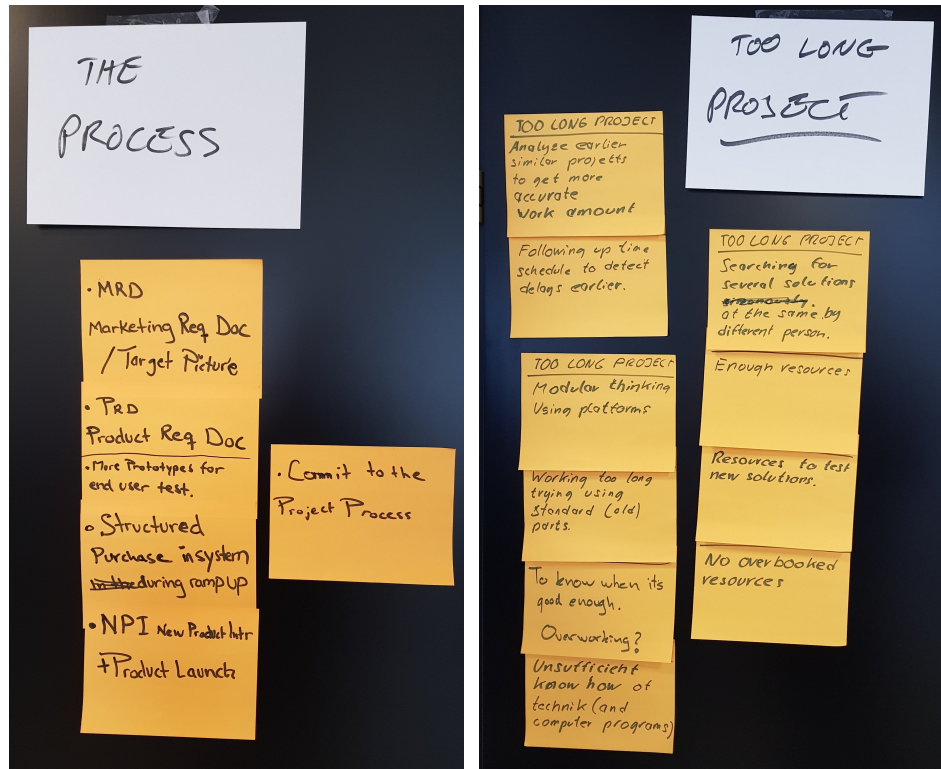 THE
PROCESS
• MRD
Marketing Req Doc
/ Target Picture
• PRD
Product Req Doc
• More Prototypes for
end user test.
• Structured
Purchase in system
during ramp up
• NPI New Product Intr
+ Product Launch
• Commit to the
Project Process
TOO LONG
PROJECT
TOO LONG PROJECT
Analyze earlier
similar projetts
to get more
accurate
work amount
Following up time
schedule to detect
delays earlier.
TOO LONG PROJECT
Modular thinking
Using platforms
Working too long
trying using
standard (old)
parts.
To know when its
good enough.
Overworking?
Unsufficient
know how of
technik (and
computer programs)
TOO LONG PROJECT
Searching for
several solutions
at the same by
different person.
Enough resources
Resources to test
new solutions.
No overbooked
resources